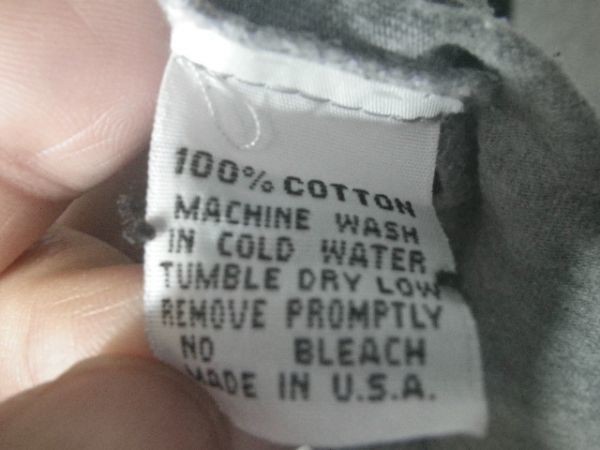 100% COTTON
MACHINE WASH
IN COLD WATER
TUMBLE DRY LOW
REMOVE PROMPTLY
NO BLEACH
MADE IN U.S.A.